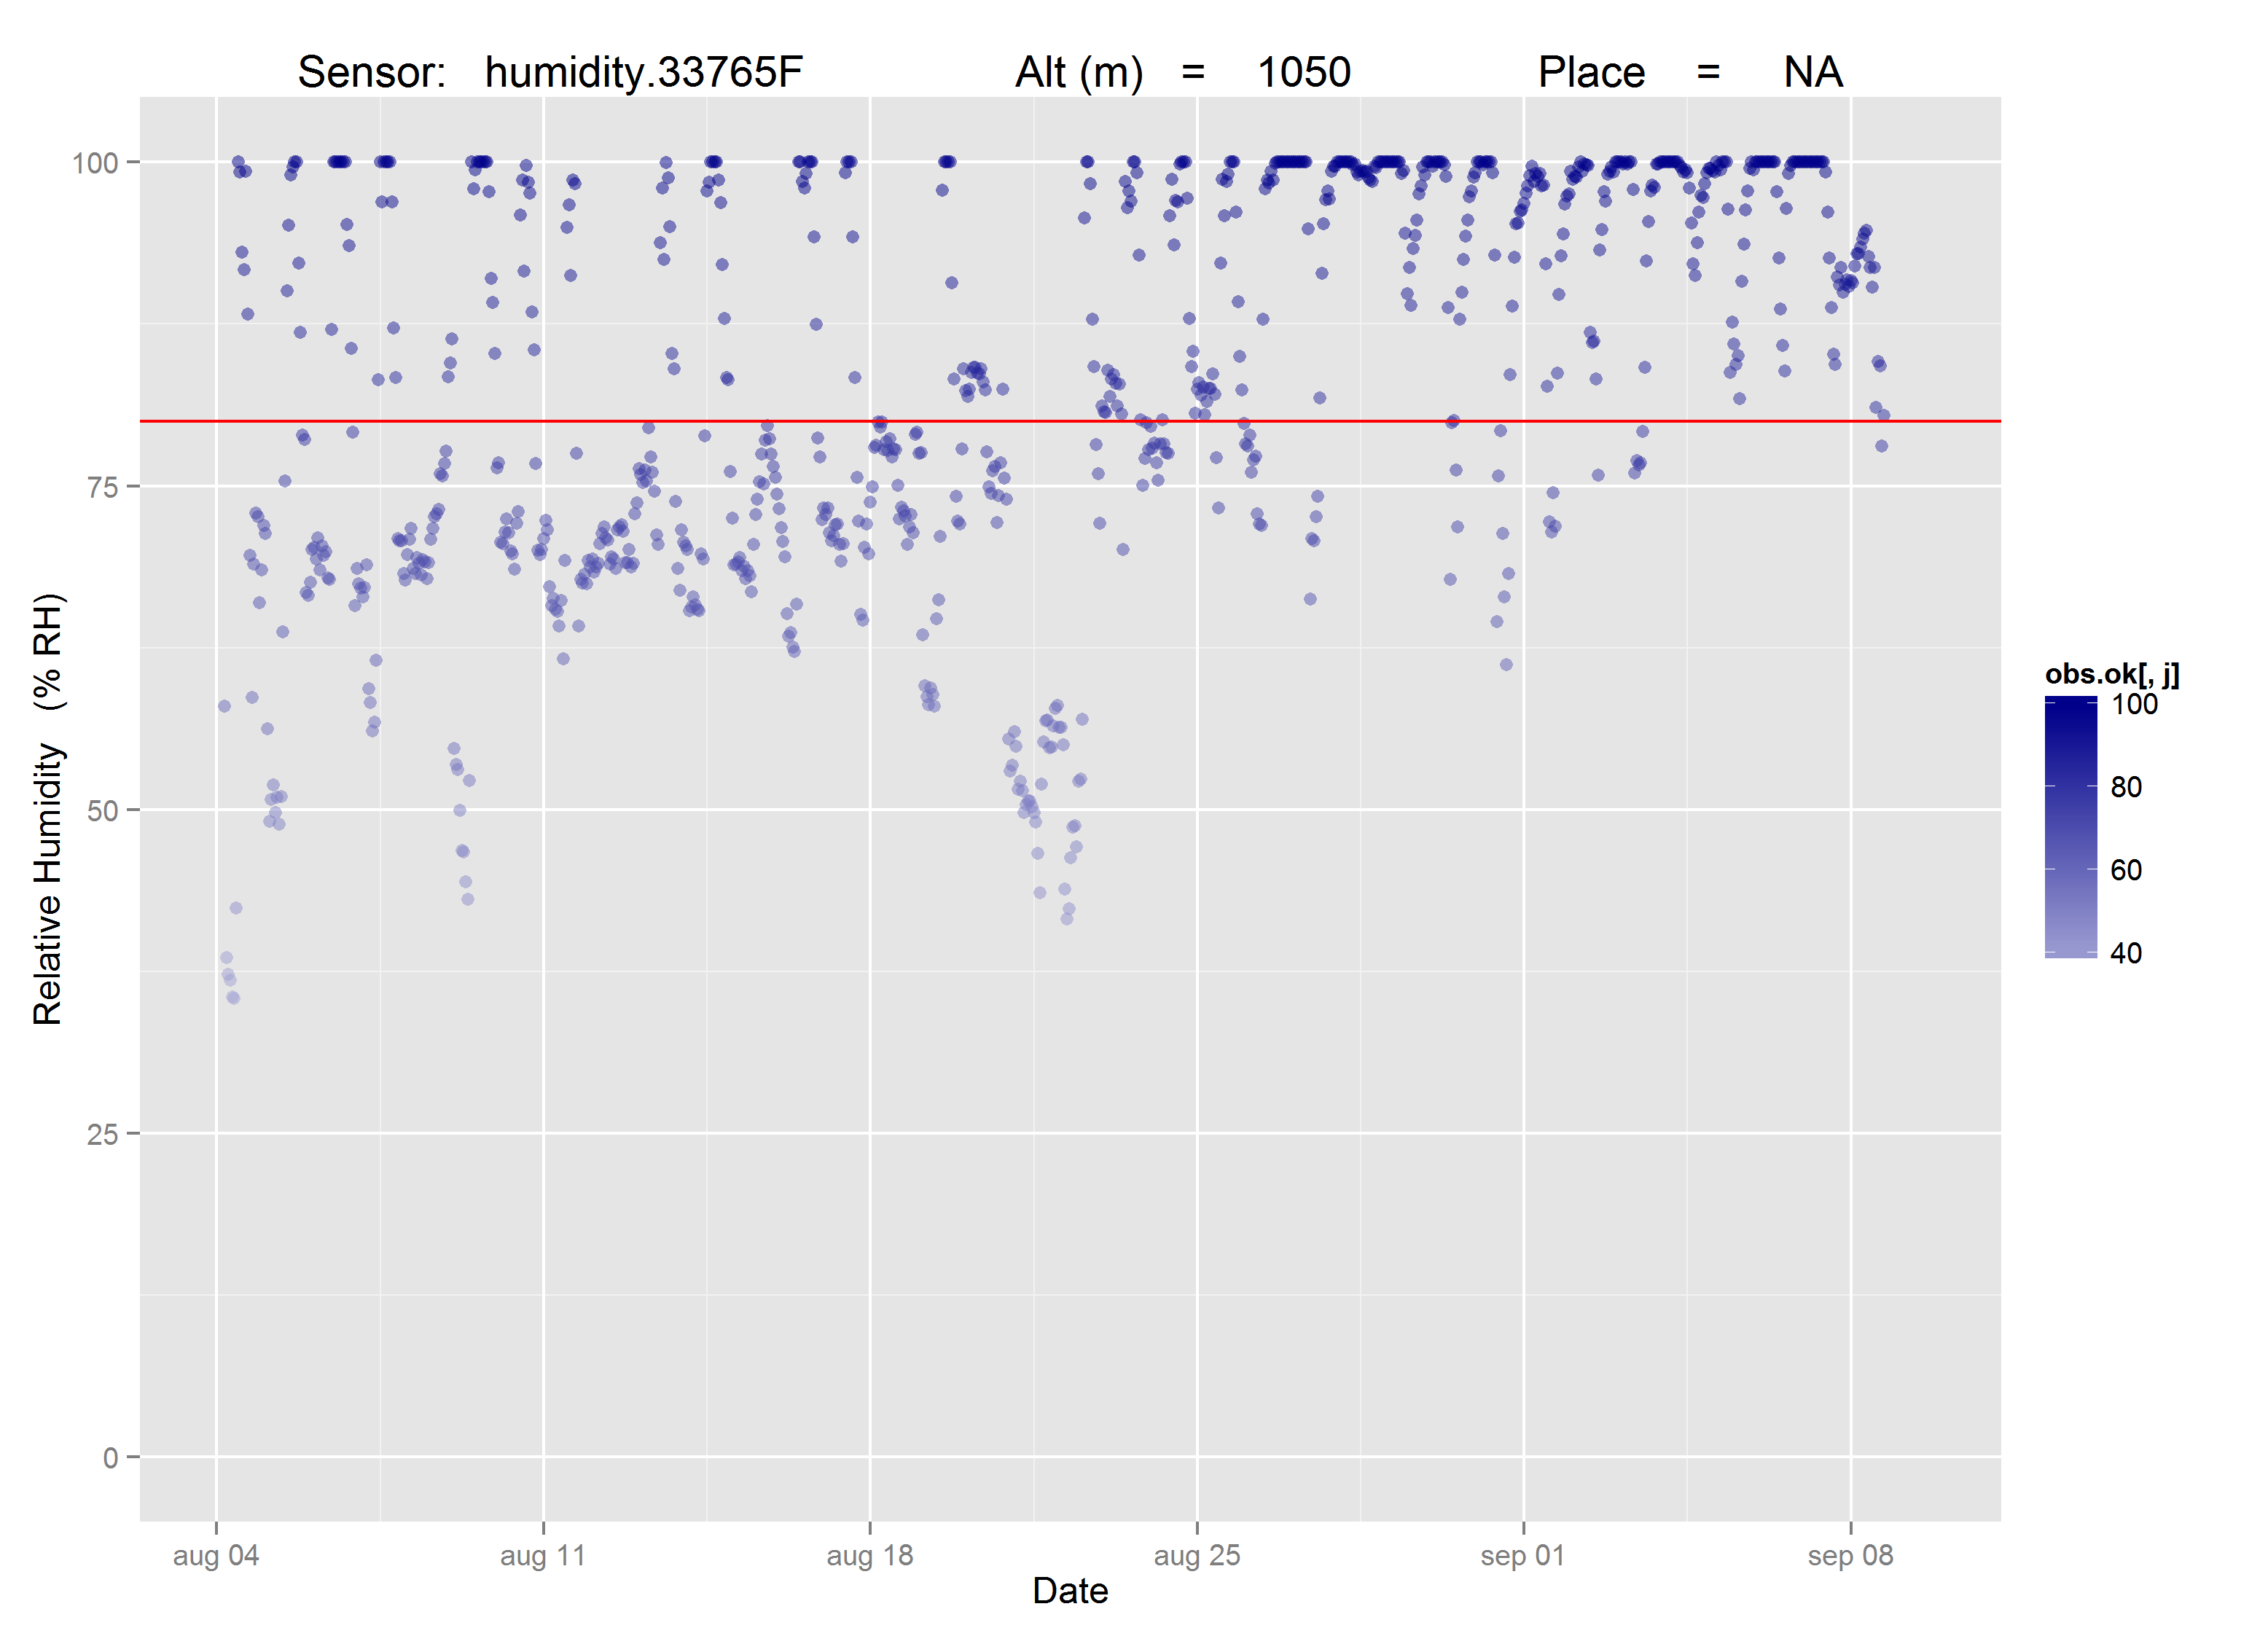 Sensor: humidity.33765F Alt (m) = 1050 Place = NA
Relative Humidity (% RH)
100
75
50
25
0
aug 04 aug 11 aug 18 aug 25 sep 01 sep 08
Date
obs.ok[, j]
100
80
60
40